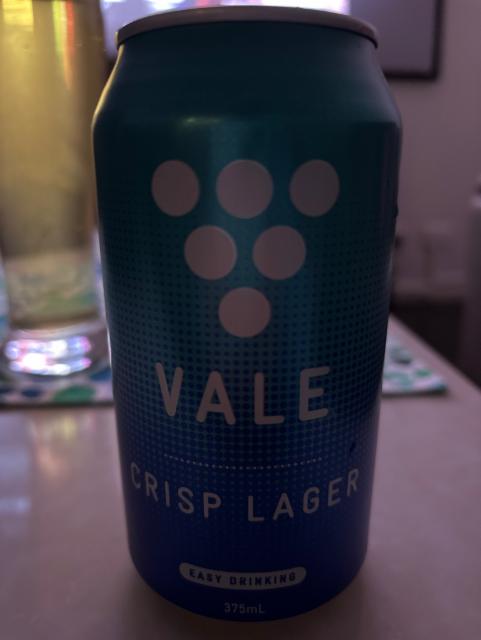 VALE
CRISP LAGER
EASY DRINKING
375mL